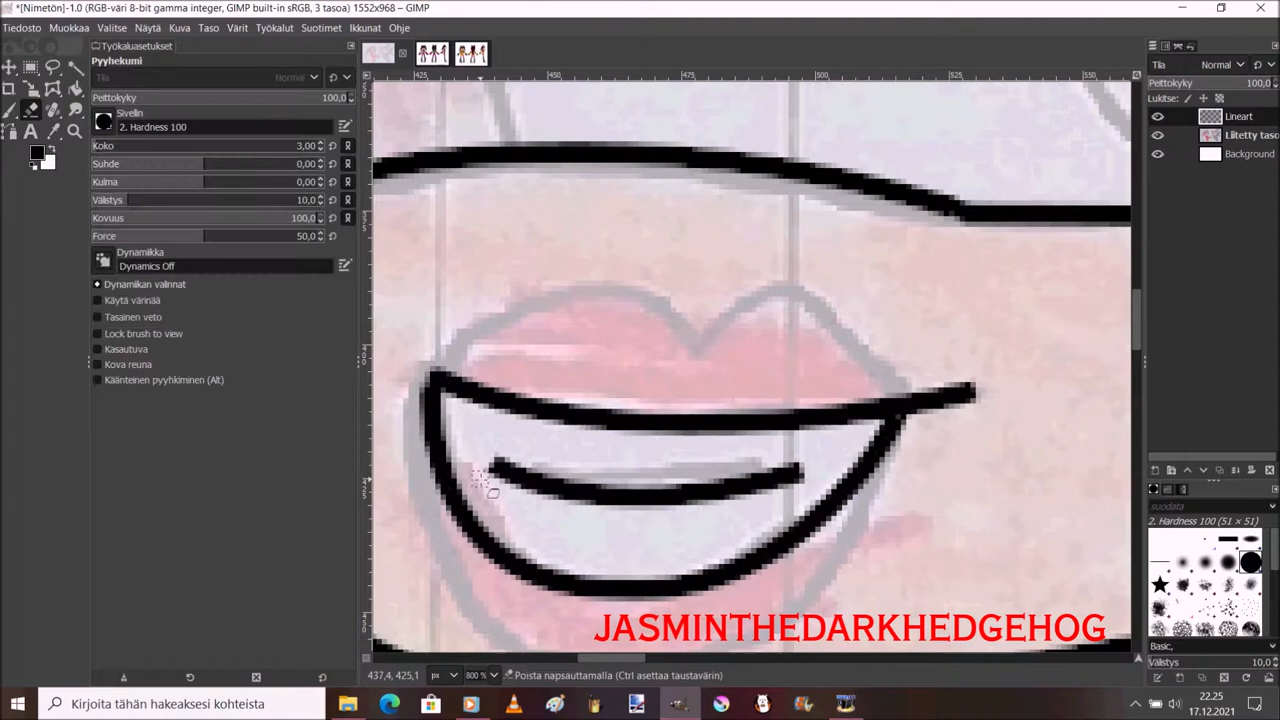 *[Nimetön]-1.0 (RGB-väri 8-bit gamma integer, GIMP built-in sRGB, 3 tasoa) 1552x968 – GIMP
Tiedosto Muokkaa Valitse Näytä Kuva Taso Värit Työkalut Suotimet Ikkunat Ohje
Työkaluasetukset
Pyyhekumi
Tila Normal
Peittokyky 100,0
Sivelin
2. Hardness 100
Koko 3,00
Suhde 0,00
Kulma 0,00
Välistys 10,0
Kovuus 100,0
Force 50,0
Dynamiikka
Dynamics Off
Dynamiikan valinnat
Käytä värinää
Tasainen veto
Lock brush to view
Kasautuva
Kova reuna
Käänteinen pyyhkiminen (Alt)
425 450 475 500 525 550
Tila Normal
Peittokyky 100,0
Lukitse:
Lineart
Liitetty taso
Background
suodata
2. Hardness 100 (51 × 51)
Basic,
Välistys 10,0
JASMINTHEDARKHEDGEHOG
437,4, 425,1 px 800 % Poista napsauttamalla (Ctrl asettaa taustavärin)
Kirjoita tähän hakeaksesi kohteista
22.25
17.12.2021